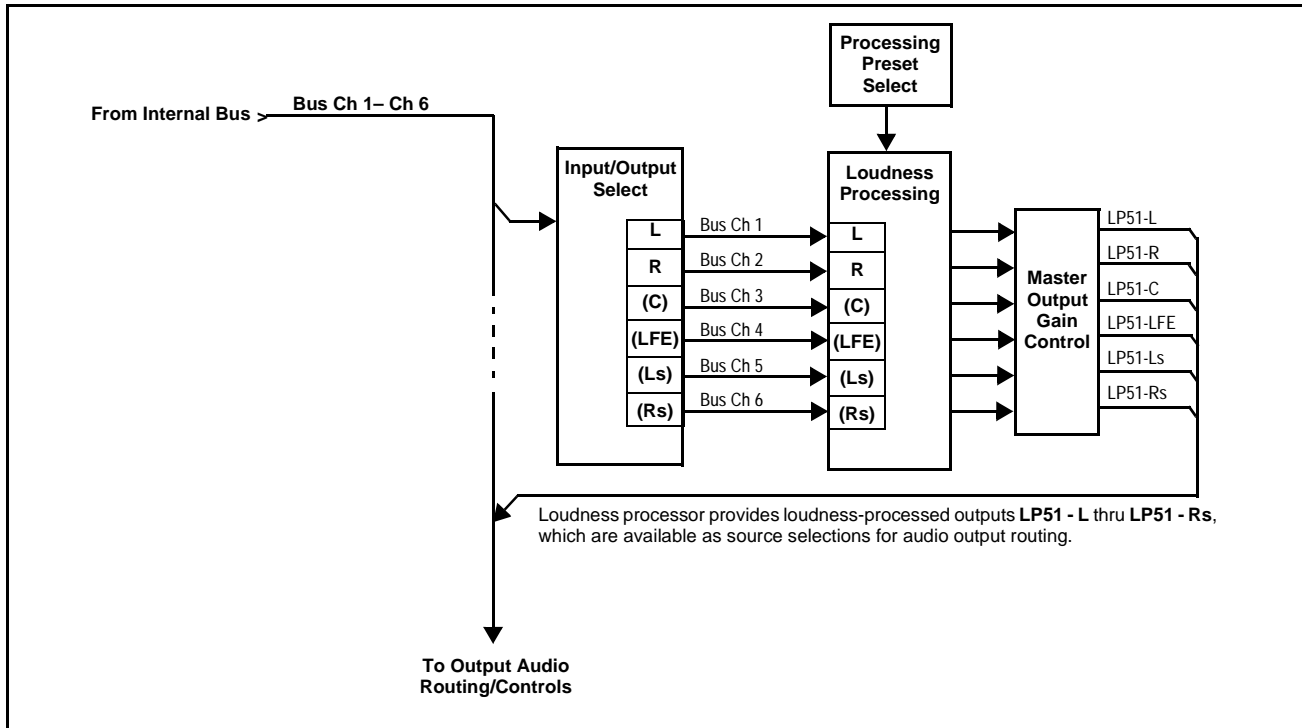 Processing
Preset
Select
From Internal Bus >
Bus Ch 1– Ch 6
Input/Output
Select
L
R
(C)
(LFE)
(Ls)
(Rs)
Bus Ch 1
Bus Ch 2
Bus Ch 3
Bus Ch 4
Bus Ch 5
Bus Ch 6
Loudness
Processing
L
R
(C)
(LFE)
(Ls)
(Rs)
Master
Output
Gain
Control
LP51-L
LP51-R
LP51-C
LP51-LFE
LP51-Ls
LP51-Rs
Loudness processor provides loudness-processed outputs LP51 - L thru LP51 - Rs,
which are available as source selections for audio output routing.
To Output Audio
Routing/Controls